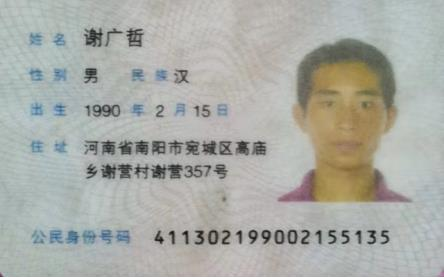 姓名 谢广哲
性别 男 民族 汉
出生 1990 年 2 月 15 日
住址 河南省南阳市宛城区高庙
乡谢营村谢营357号
公民身份号码 411302199002155135